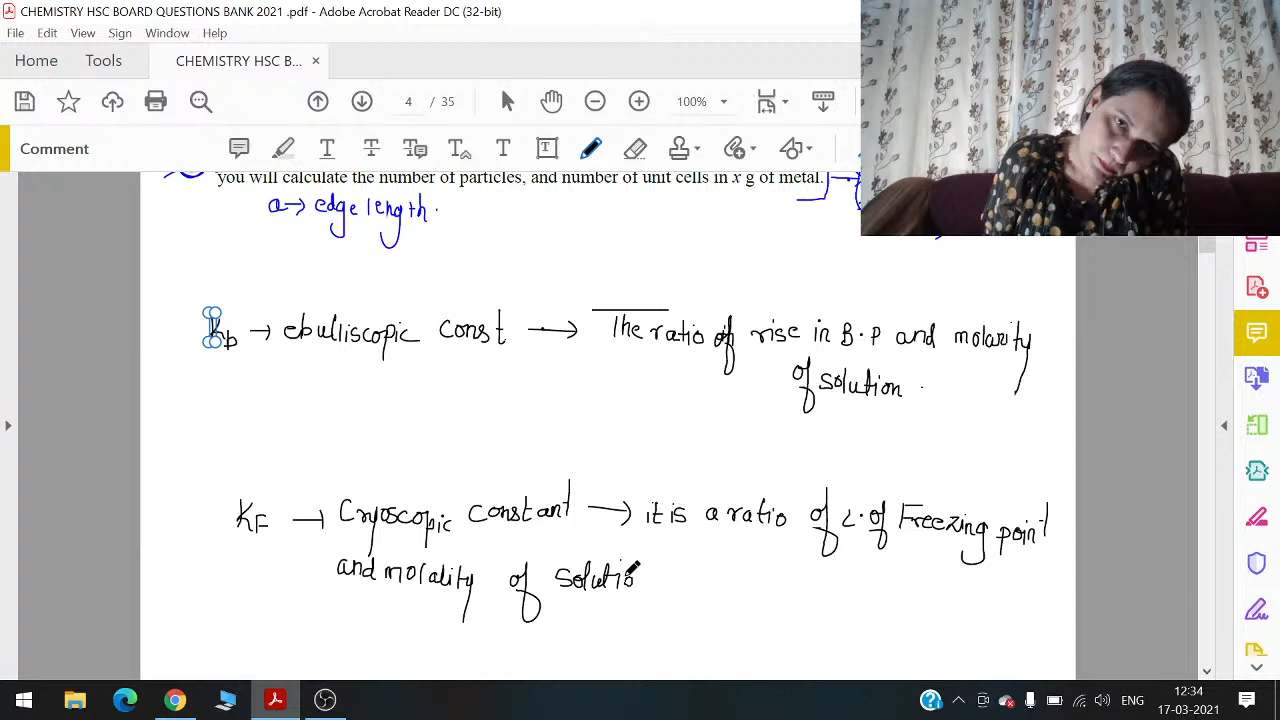 CHEMISTRY HSC BOARD QUESTIONS BANK 2021 .pdf - Adobe Acrobat Reader DC (32-bit)
File Edit View Sign Window Help
Home Tools CHEMISTRY HSC B... ×
4 / 35 100%
Comment
you will calculate the number of particles, and number of unit cells in x g of metal.
a → edge length.
Kb → ebulliscopic const → The ratio of rise in B.P and molarity
of solution.
KF → Cryoscopic constant → it is a ratio of L. of Freezing point
and molality of solutio
ENG
12:34
17-03-2021